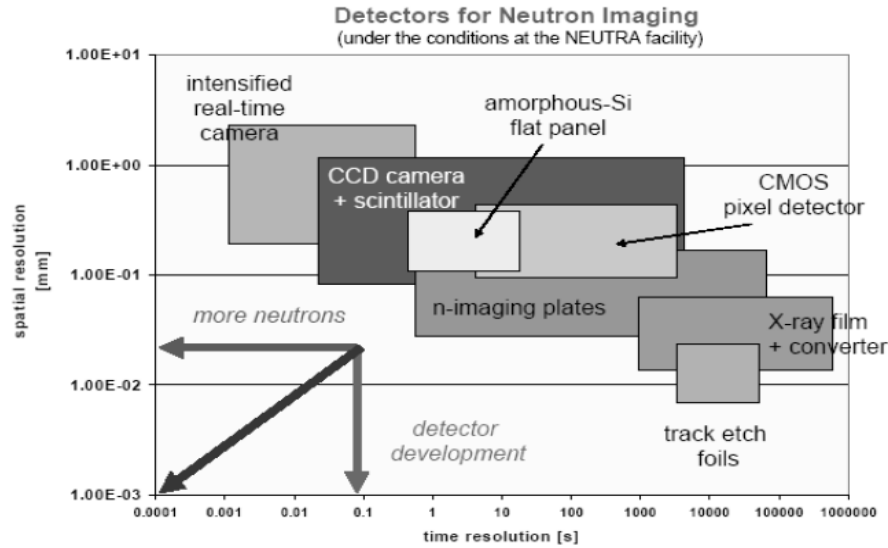 Detectors for Neutron Imaging
(under the conditions at the NEUTRA facility)
1.00E+01
1.00E+00
1.00E-01
1.00E-02
1.00E-03
spatial resolution
[mm]
intensified
real-time
camera
amorphous-Si
flat panel
CCD camera
+ scintillator
CMOS
pixel detector
n-imaging plates
more neutrons
X-ray film
+ converter
detector
development
track etch
foils
0.0001
0.001
0.01
0.1
1
10
100
1000
10000
100000
1000000
time resolution [s]